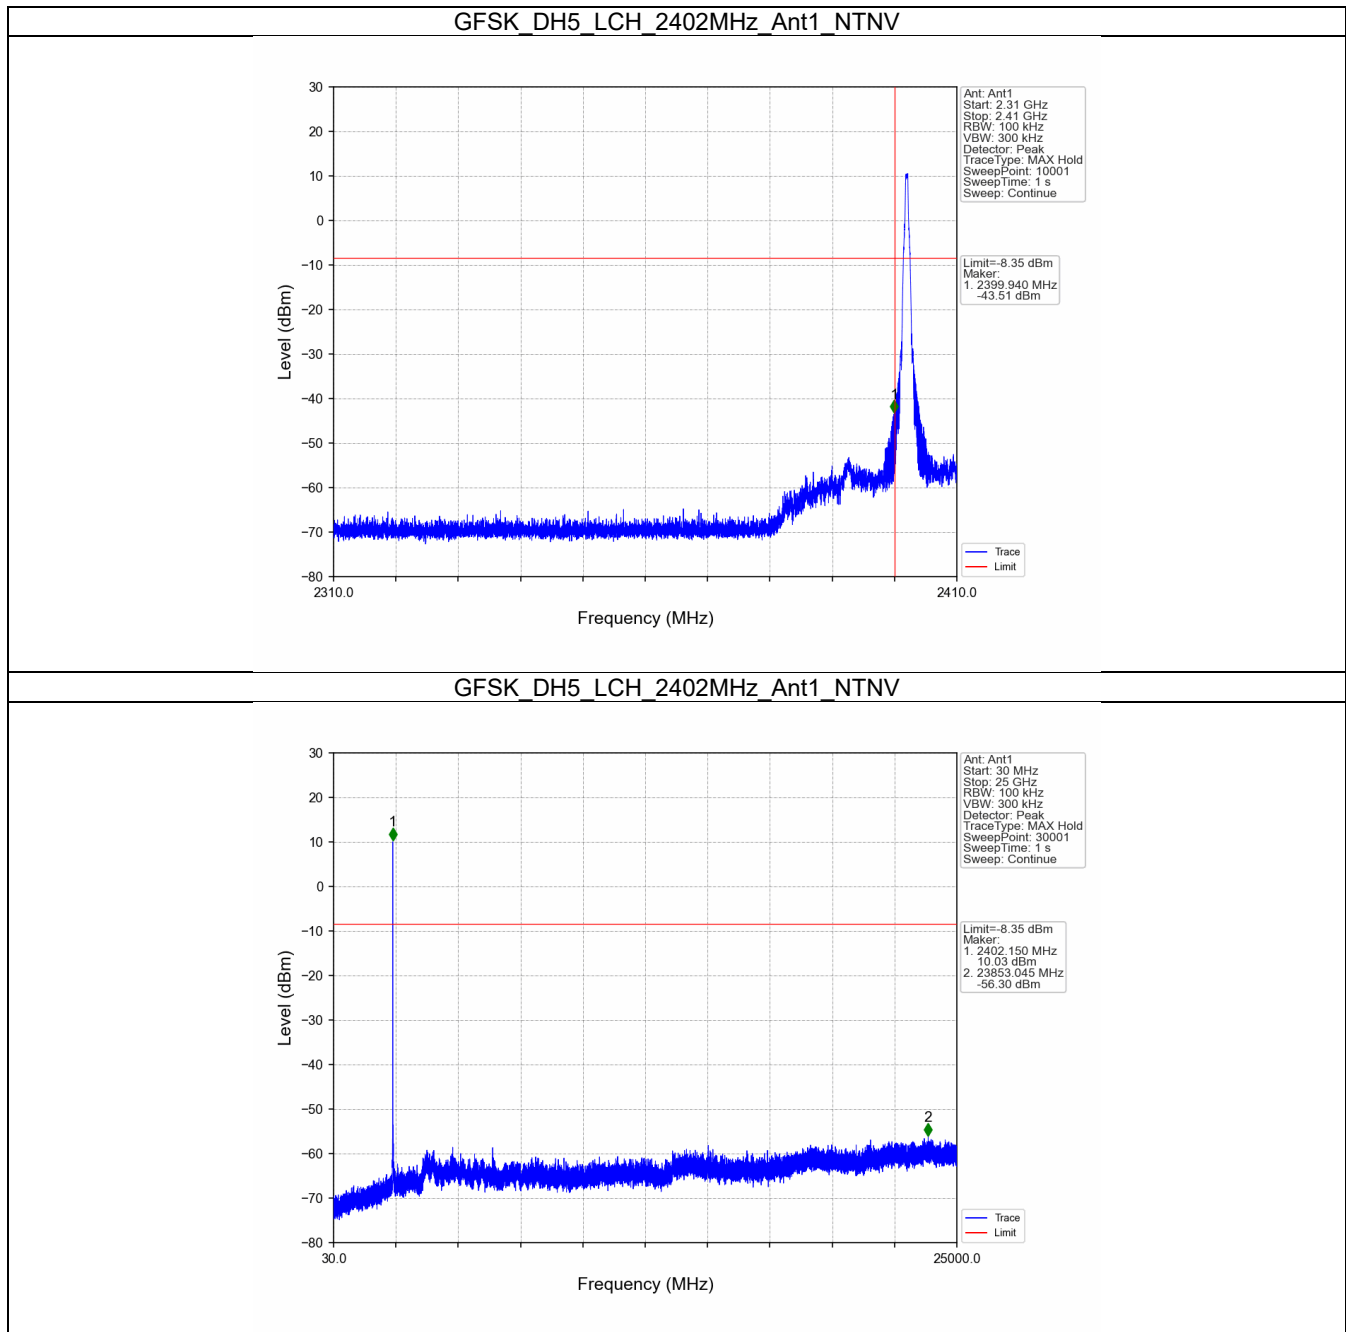 GFSK_DH5_LCH_2402MHz_Ant1_NTNV
30
20
10
0
−10
−20
−30
−40
−50
−60
−70
−80
Level (dBm)
2310.0
2410.0
Frequency (MHz)
1
Ant: Ant1
Start: 2.31 GHz
Stop: 2.41 GHz
RBW: 100 kHz
VBW: 300 kHz
Detector: Peak
TraceType: MAX Hold
SweepPoint: 10001
SweepTime: 1 s
Sweep: Continue
Limit=-8.35 dBm
Maker:
1. 2399.940 MHz
-43.51 dBm
Trace
Limit
GFSK_DH5_LCH_2402MHz_Ant1_NTNV
30
20
10
0
−10
−20
−30
−40
−50
−60
−70
−80
Level (dBm)
30.0
25000.0
Frequency (MHz)
1
2
Ant: Ant1
Start: 30 MHz
Stop: 25 GHz
RBW: 100 kHz
VBW: 300 kHz
Detector: Peak
TraceType: MAX Hold
SweepPoint: 30001
SweepTime: 1 s
Sweep: Continue
Limit=-8.35 dBm
Maker:
1. 2402.150 MHz
10.03 dBm
2. 23853.045 MHz
-56.30 dBm
Trace
Limit